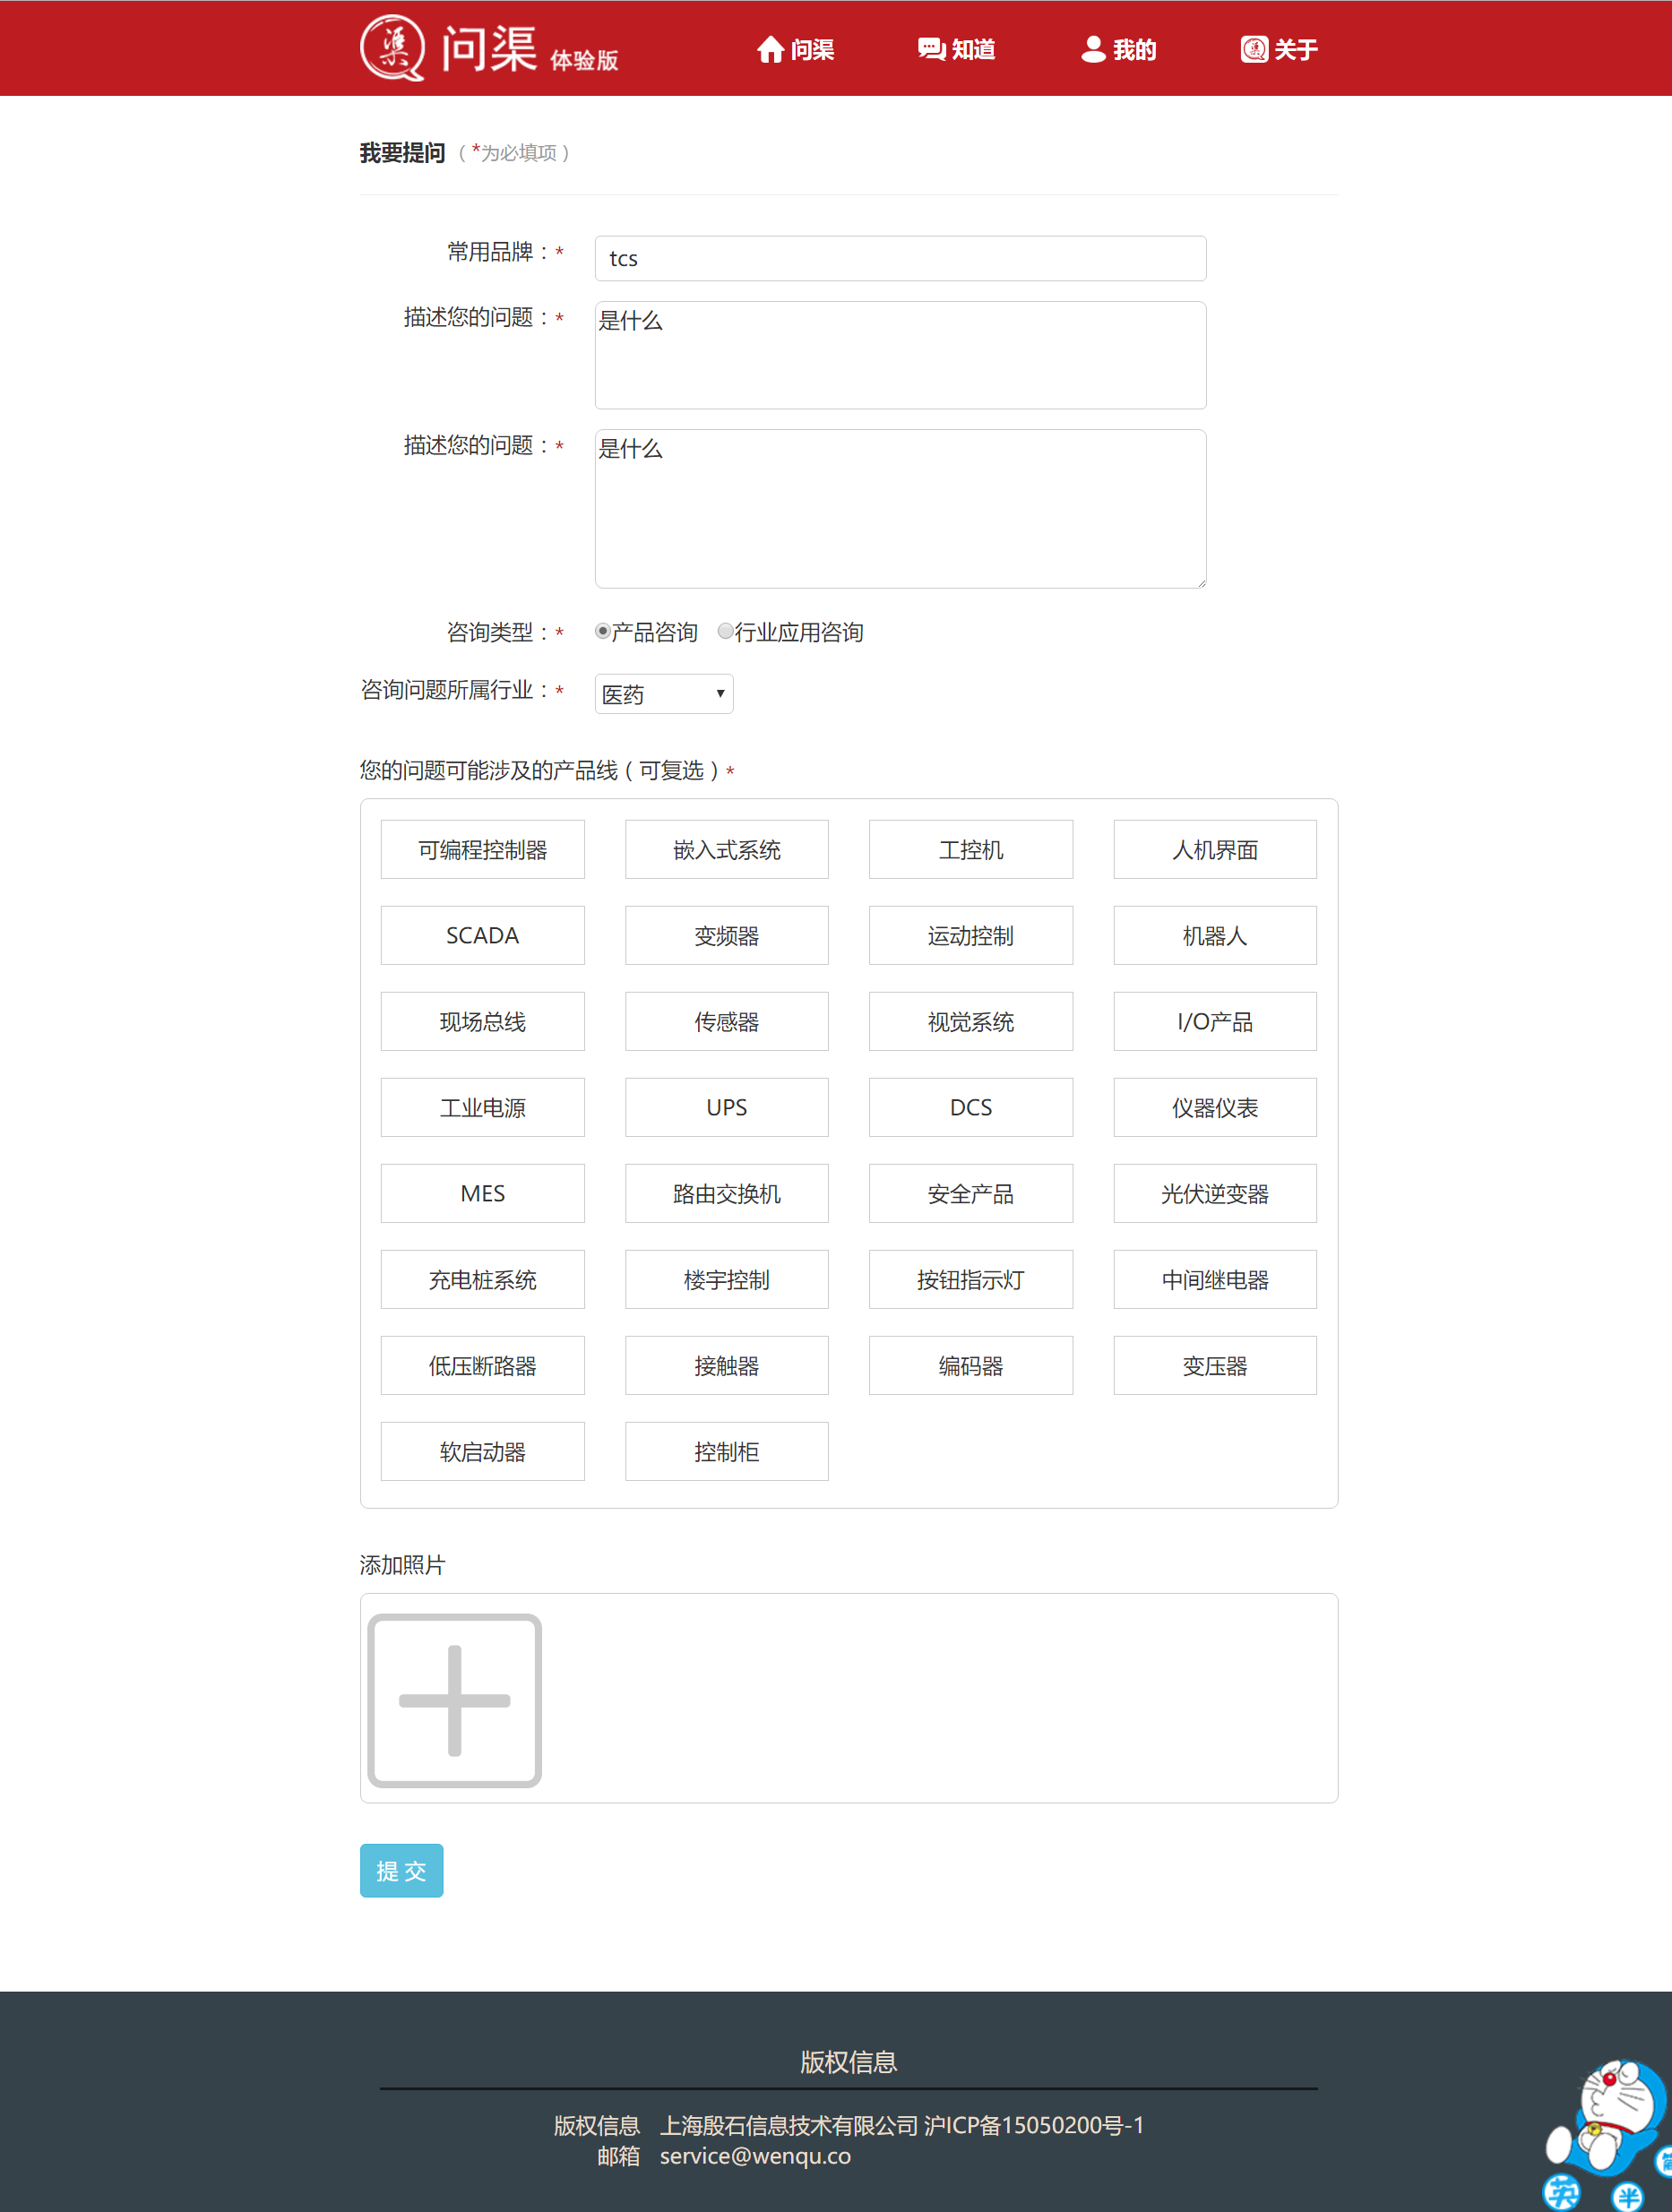 渠 问渠 体验版 问渠 知道 我的 渠 关于
我要提问 ( *为必填项 )
常用品牌：* tcs
描述您的问题：* 是什么
描述您的问题：* 是什么
咨询类型：* 产品咨询 行业应用咨询
咨询问题所属行业：* 医药
您的问题可能涉及的产品线（可复选）*
可编程控制器 嵌入式系统 工控机 人机界面
SCADA 变频器 运动控制 机器人
现场总线 传感器 视觉系统 I/O产品
工业电源 UPS DCS 仪器仪表
MES 路由交换机 安全产品 光伏逆变器
充电桩系统 楼宇控制 按钮指示灯 中间继电器
低压断路器 接触器 编码器 变压器
软启动器 控制柜
添加照片
提 交
版权信息
版权信息 上海殷石信息技术有限公司 沪ICP备15050200号-1
邮箱 service@wenqu.co
英 半 简